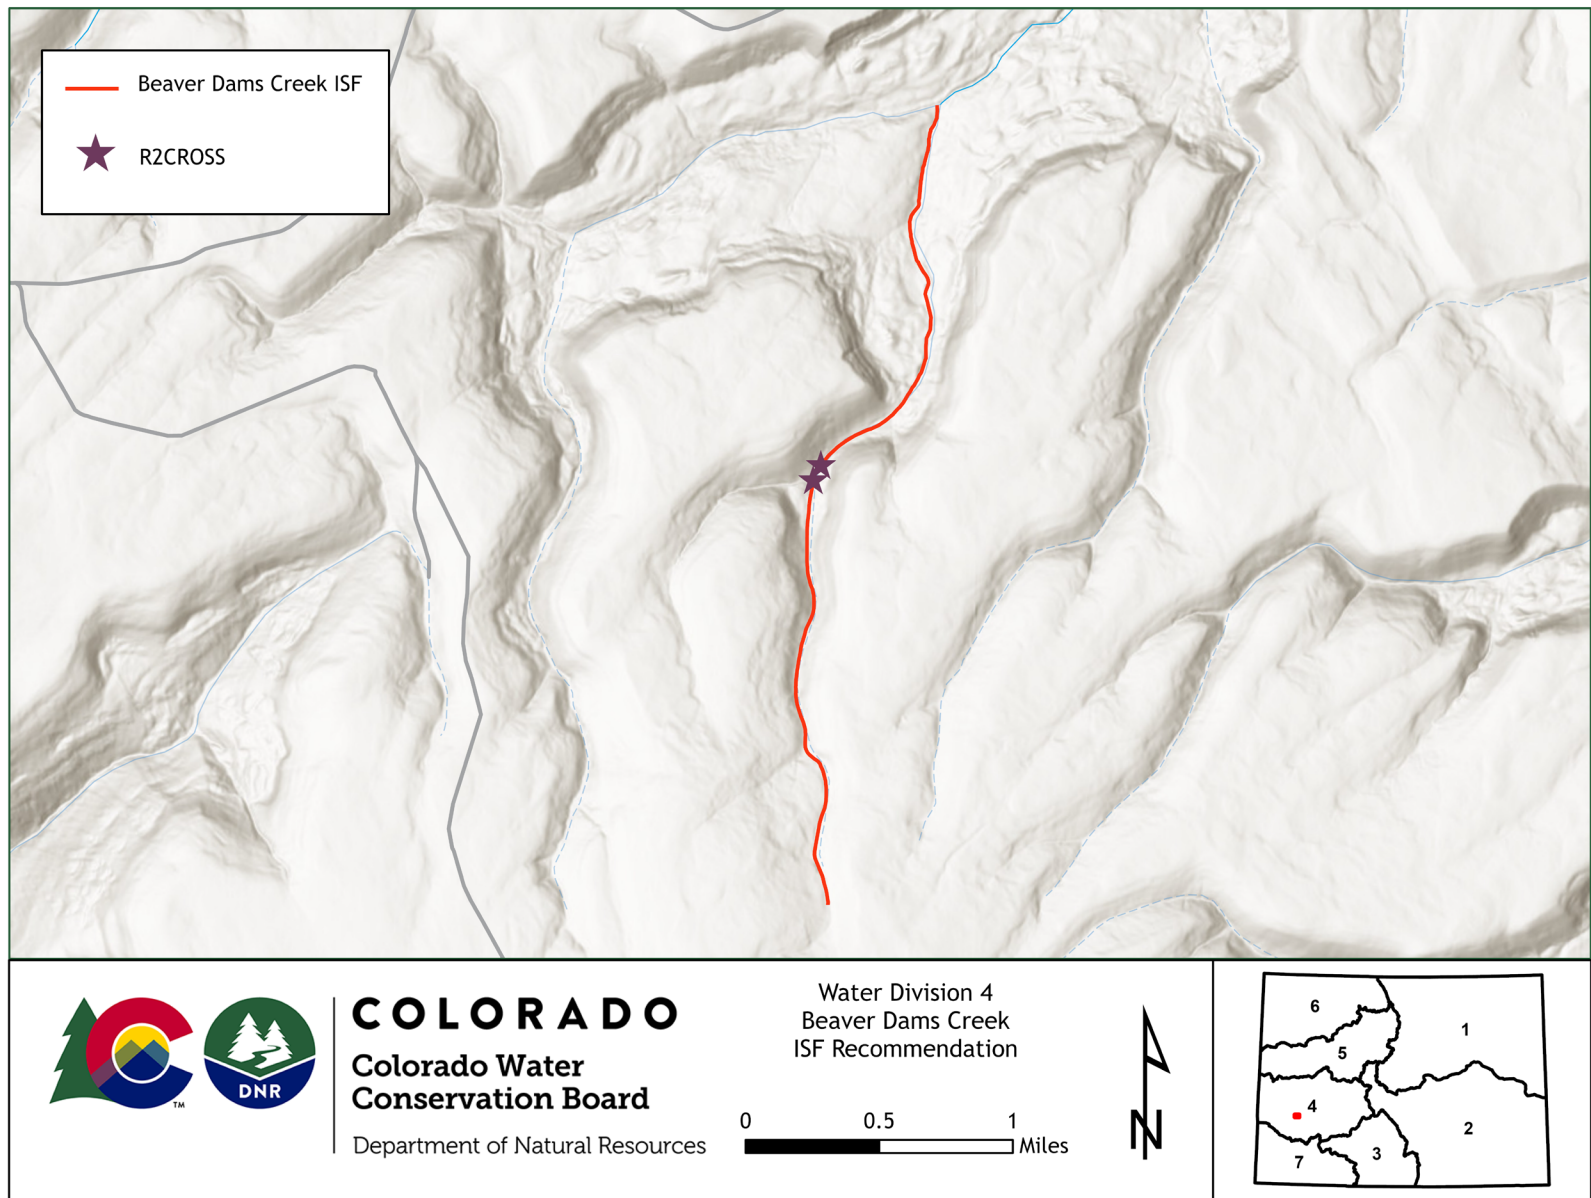 Beaver Dams Creek ISF
R2CROSS
COLORADO
Colorado Water
Conservation Board
Department of Natural Resources
DNR
TM
Water Division 4
Beaver Dams Creek
ISF Recommendation
0 0.5 1
Miles
N
6
1
5
4
2
3
7